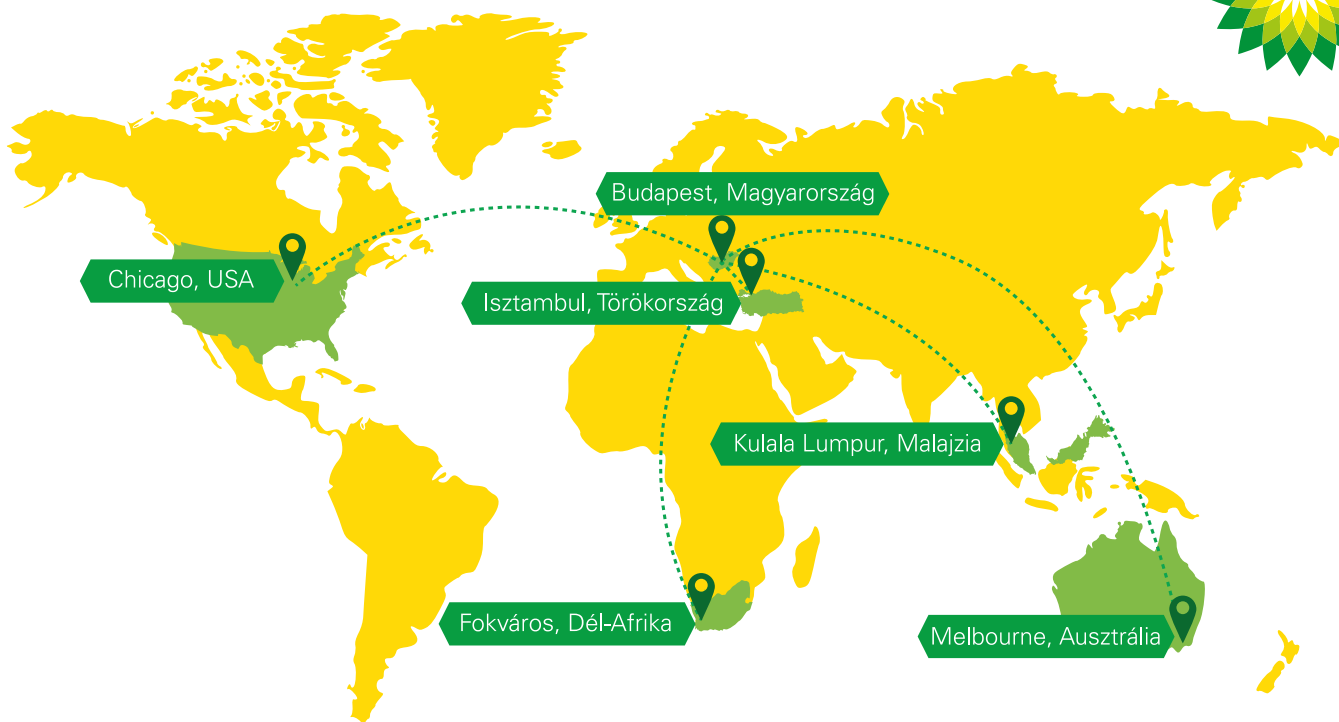 Budapest, Magyarország
Chicago, USA
Isztambul, Törökország
Kulala Lumpur, Malajzia
Fokváros, Dél-Afrika
Melbourne, Ausztrália